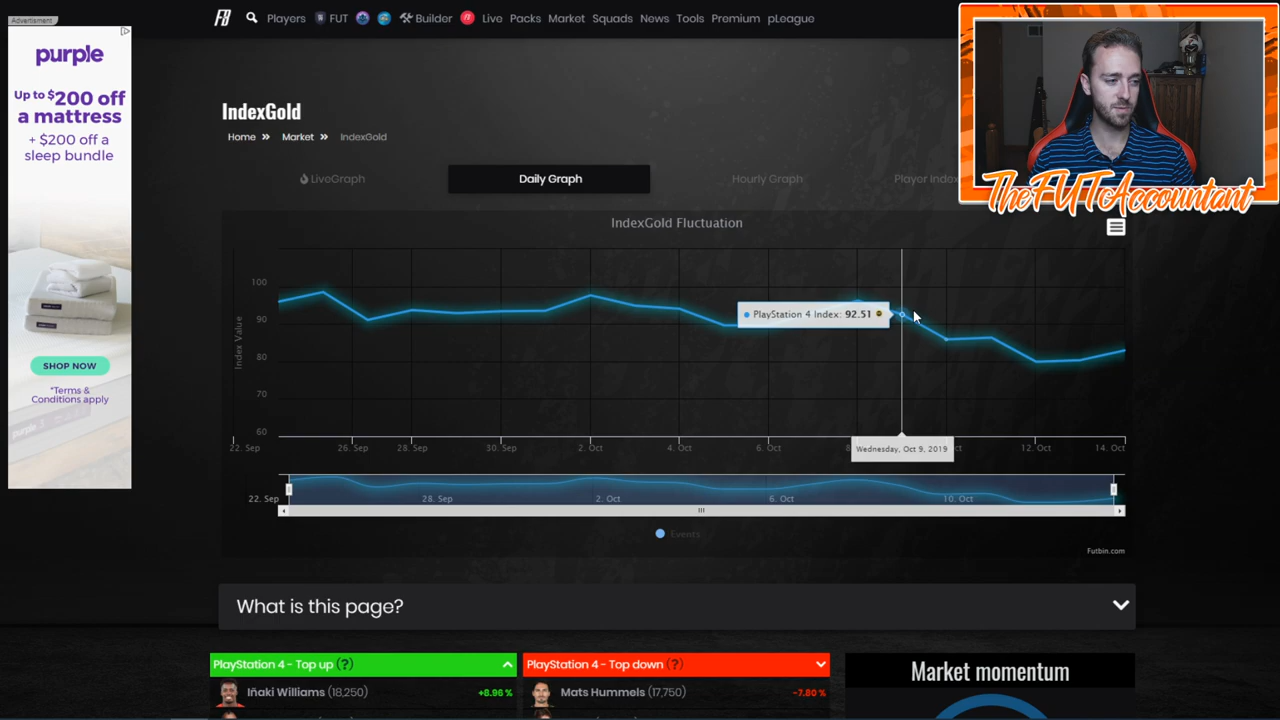 Advertisment
purple
Up to $200 off
a mattress
+ $200 off a
sleep bundle
SHOP NOW
*Terms &
Conditions apply
Players
FUT
Builder
Live
Packs
Market
Squads
News
Tools
Premium
pLeague
TheFUTAccountant
IndexGold
Home » Market » IndexGold
LiveGraph
Daily Graph
Hourly Graph
Player Index
IndexGold Fluctuation
Index Value
100
90
80
70
60
PlayStation 4 Index: 92.51
22. Sep
26. Sep
28. Sep
30. Sep
2. Oct
4. Oct
6. Oct
8.
Wednesday, Oct 9, 2019
12. Oct
14. Oct
22. Sep
28. Sep
2. Oct
6. Oct
10. Oct
Events
Futbin.com
What is this page?
PlayStation 4 - Top up (?)
Iñaki Williams (18,250) +8.96 %
PlayStation 4 - Top down (?)
Mats Hummels (17,750) -7.80 %
Market momentum